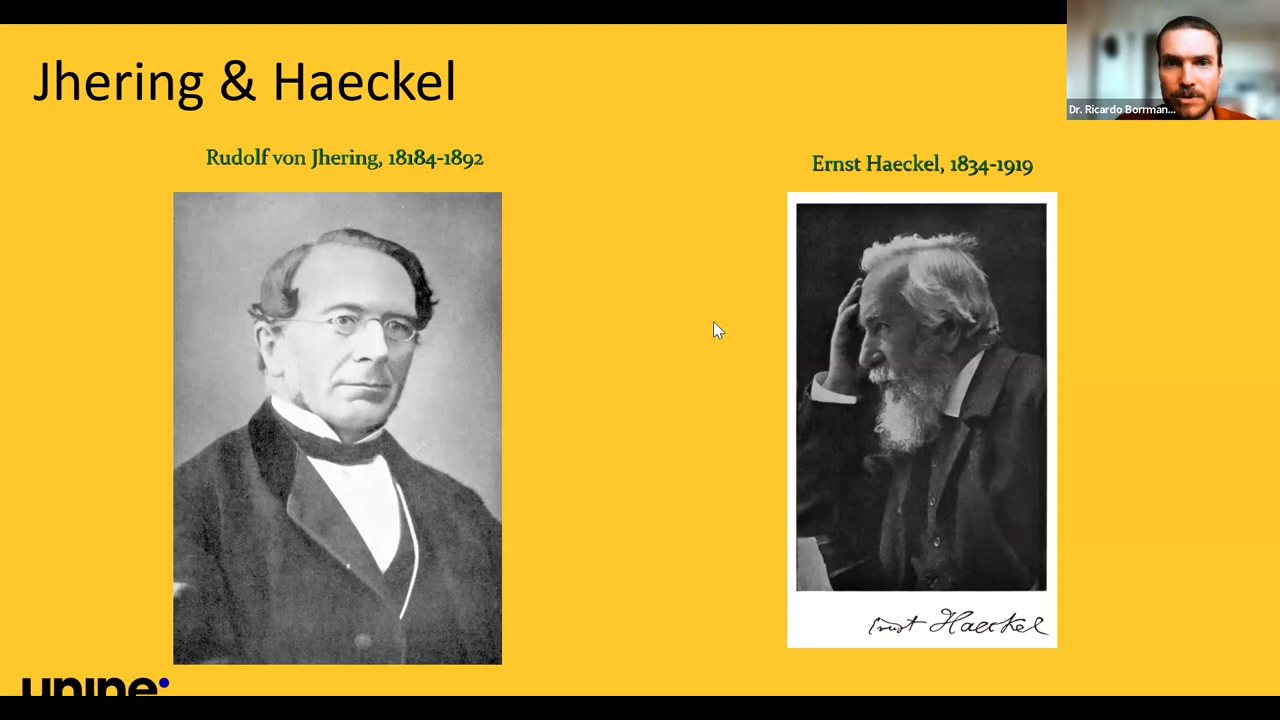 Jhering & Haeckel
Dr. Ricardo Borrman...
Rudolf von Jhering, 18184-1892
Ernst Haeckel, 1834-1919
Ernst Haeckel
unine: